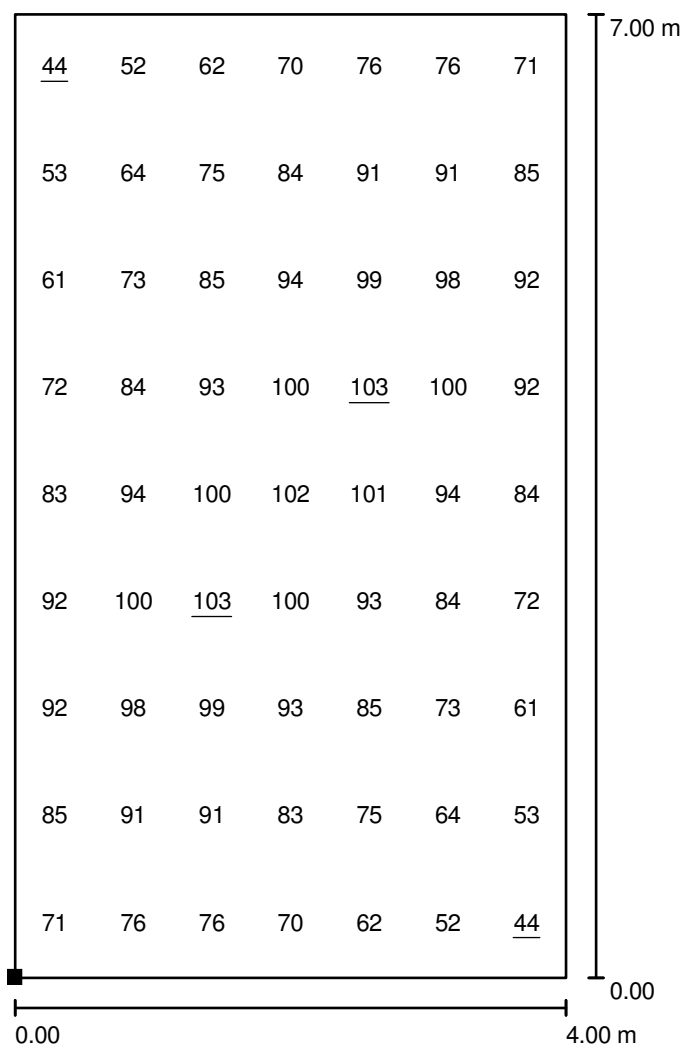 7.00 m
44 52 62 70 76 76 71
53 64 75 84 91 91 85
61 73 85 94 99 98 92
72 84 93 100 103 100 92
83 94 100 102 101 94 84
92 100 103 100 93 84 72
92 98 99 93 85 73 61
85 91 91 83 75 64 53
71 76 76 70 62 52 44
0.00
0.00 4.00 m